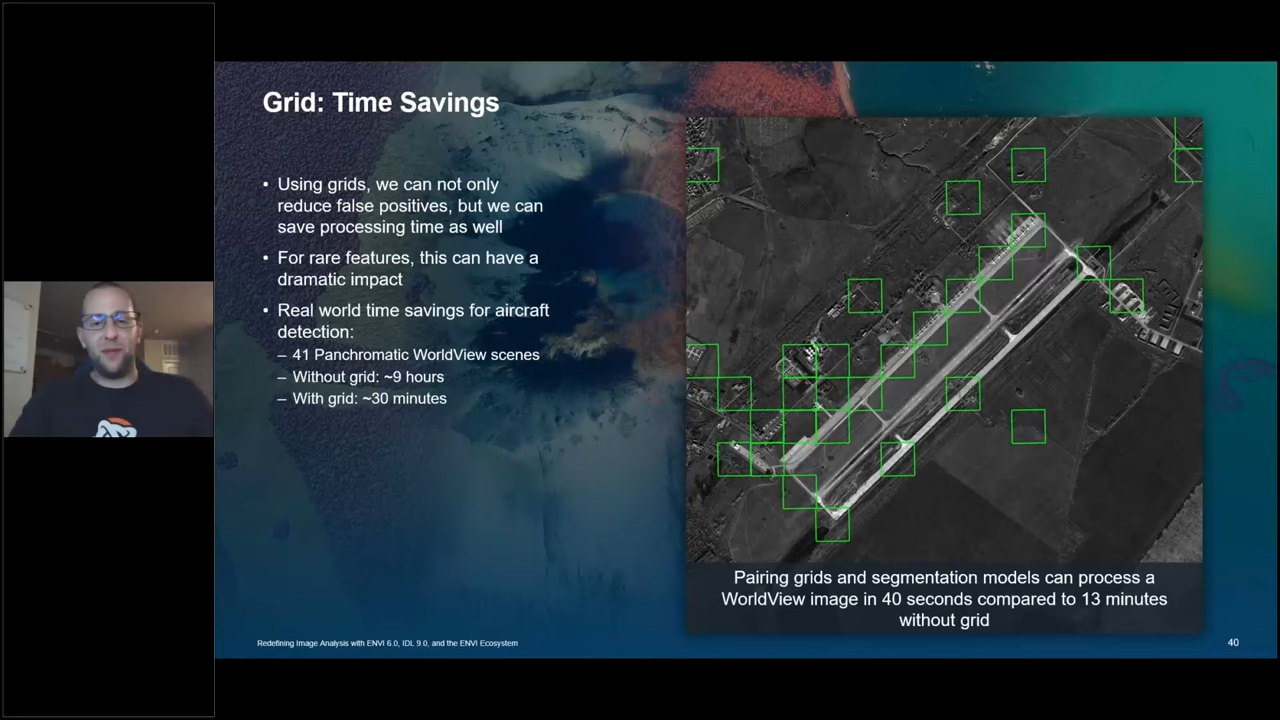 Grid: Time Savings
• Using grids, we can not only
reduce false positives, but we can
save processing time as well
• For rare features, this can have a
dramatic impact
• Real world time savings for aircraft
detection:
– 41 Panchromatic WorldView scenes
– Without grid: ~9 hours
– With grid: ~30 minutes
Pairing grids and segmentation models can process a
WorldView image in 40 seconds compared to 13 minutes
without grid
Redefining Image Analysis with ENVI 6.0, IDL 9.0, and the ENVI Ecosystem
40